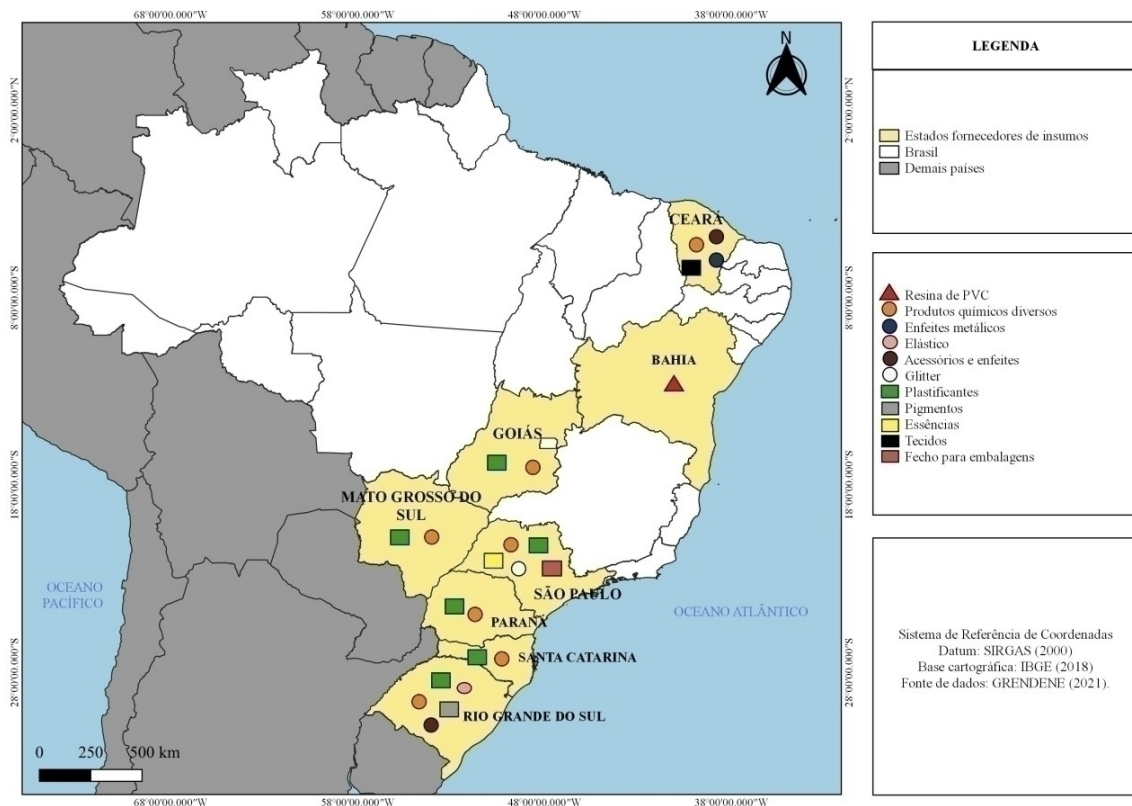 68°00'00.000"W 58°00'00.000"W 48°00'00.000"W 38°00'00.000"W
2°00'00.000"N
8°00'00.000"S
18°00'00.000"S
28°00'00.000"S
N
CEARÁ
BAHIA
GOIÁS
MATO GROSSO DO
SUL
SÃO PAULO
PARANÁ
SANTA CATARINA
RIO GRANDE DO SUL
OCEANO
PACÍFICO
OCEANO ATLÂNTICO
0 250 500 km
2°00'00.000"N
8°00'00.000"S
18°00'00.000"S
28°00'00.000"S
68°00'00.000"W 58°00'00.000"W 48°00'00.000"W 38°00'00.000"W
LEGENDA
Estados fornecedores de insumos
Brasil
Demais países
Resina de PVC
Produtos químicos diversos
Enfeites metálicos
Elástico
Acessórios e enfeites
Glitter
Plastificantes
Pigmentos
Essências
Tecidos
Fecho para embalagens
Sistema de Referência de Coordenadas
Datum: SIRGAS (2000)
Base cartográfica: IBGE (2018)
Fonte de dados: GRENDENE (2021).